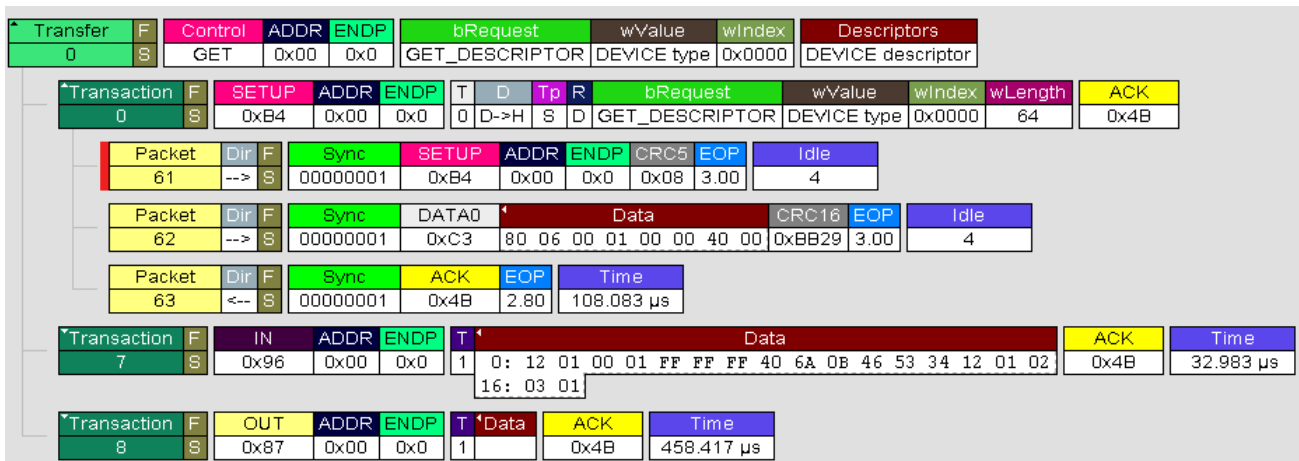 Transfer F Control ADDR ENDP bRequest wValue wIndex Descriptors
0 S GET 0x00 0x0 GET_DESCRIPTOR DEVICE type 0x0000 DEVICE descriptor
Transaction F SETUP ADDR ENDP T D Tp R bRequest wValue wIndex wLength ACK
0 S 0xB4 0x00 0x0 0 D->H S D GET_DESCRIPTOR DEVICE type 0x0000 64 0x4B
Packet Dir F Sync SETUP ADDR ENDP CRC5 EOP Idle
61 --> S 00000001 0xB4 0x00 0x0 0x08 3.00 4
Packet Dir F Sync DATA0 Data CRC16 EOP Idle
62 --> S 00000001 0xC3 80 06 00 01 00 00 40 00 0xBB29 3.00 4
Packet Dir F Sync ACK EOP Time
63 <-- S 00000001 0x4B 2.80 108.083 µs
Transaction F IN ADDR ENDP T Data ACK Time
7 S 0x96 0x00 0x0 1 0: 12 01 00 01 FF FF FF 40 6A 0B 46 53 34 12 01 02 0x4B 32.983 µs
16: 03 01
Transaction F OUT ADDR ENDP T Data ACK Time
8 S 0x87 0x00 0x0 1 0x4B 458.417 µs